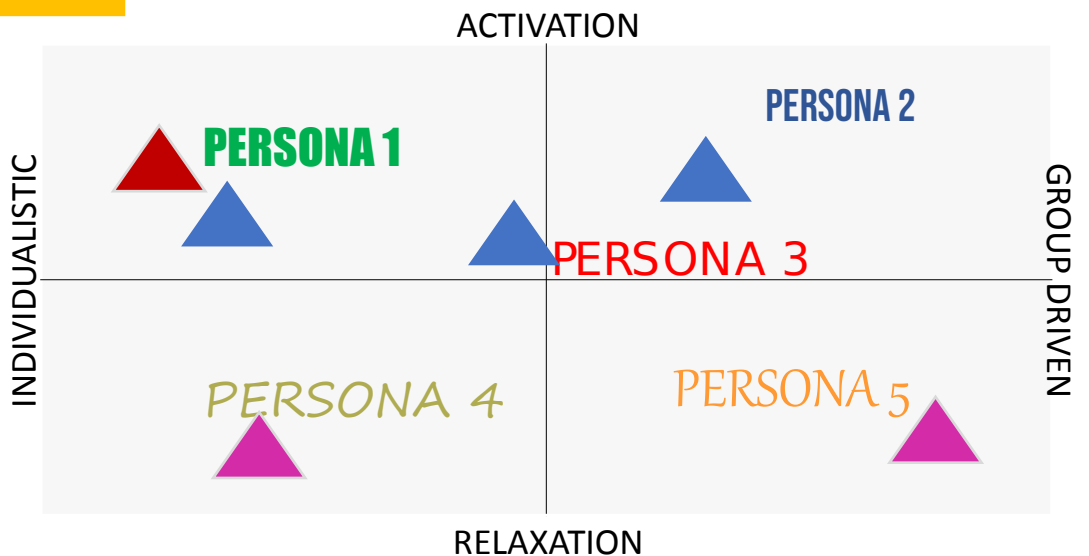 ACTIVATION
PERSONA 2
PERSONA 1
INDIVIDUALISTIC
GROUP DRIVEN
PERSONA 3
PERSONA 4
PERSONA 5
RELAXATION